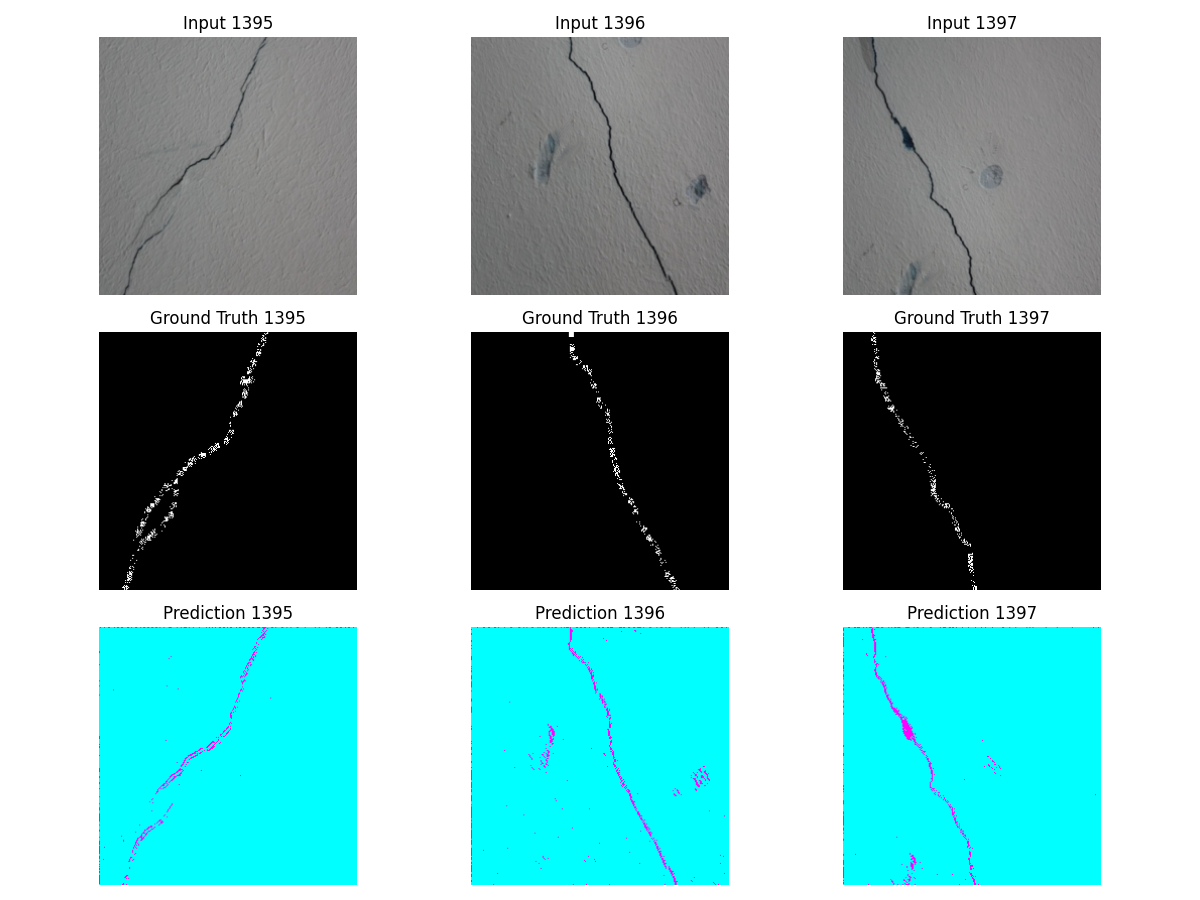 Input 1395
Input 1396
Input 1397
Ground Truth 1395
Ground Truth 1396
Ground Truth 1397
Prediction 1395
Prediction 1396
Prediction 1397